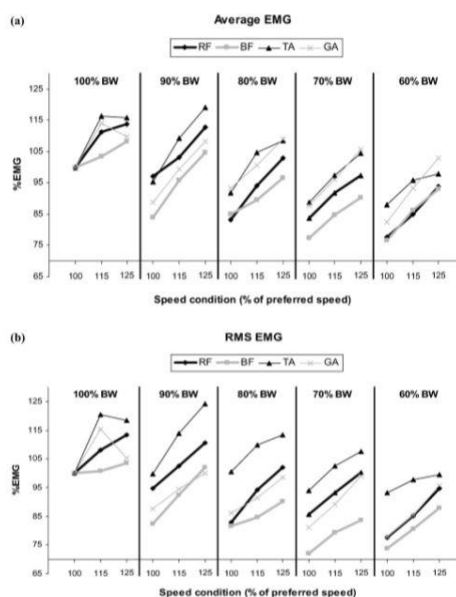 (a)
Average EMG
RF BF TA GA
100% BW 90% BW 80% BW 70% BW 60% BW
125
115
105
95
85
75
65
%EMG
100 115 125 100 115 125 100 115 125 100 115 125 100 115 125
Speed condition (% of preferred speed)
(b)
RMS EMG
RF BF TA GA
100% BW 90% BW 80% BW 70% BW 60% BW
125
115
105
95
85
75
65
%EMG
100 115 125 100 115 125 100 115 125 100 115 125 100 115 125
Speed condition (% of preferred speed)